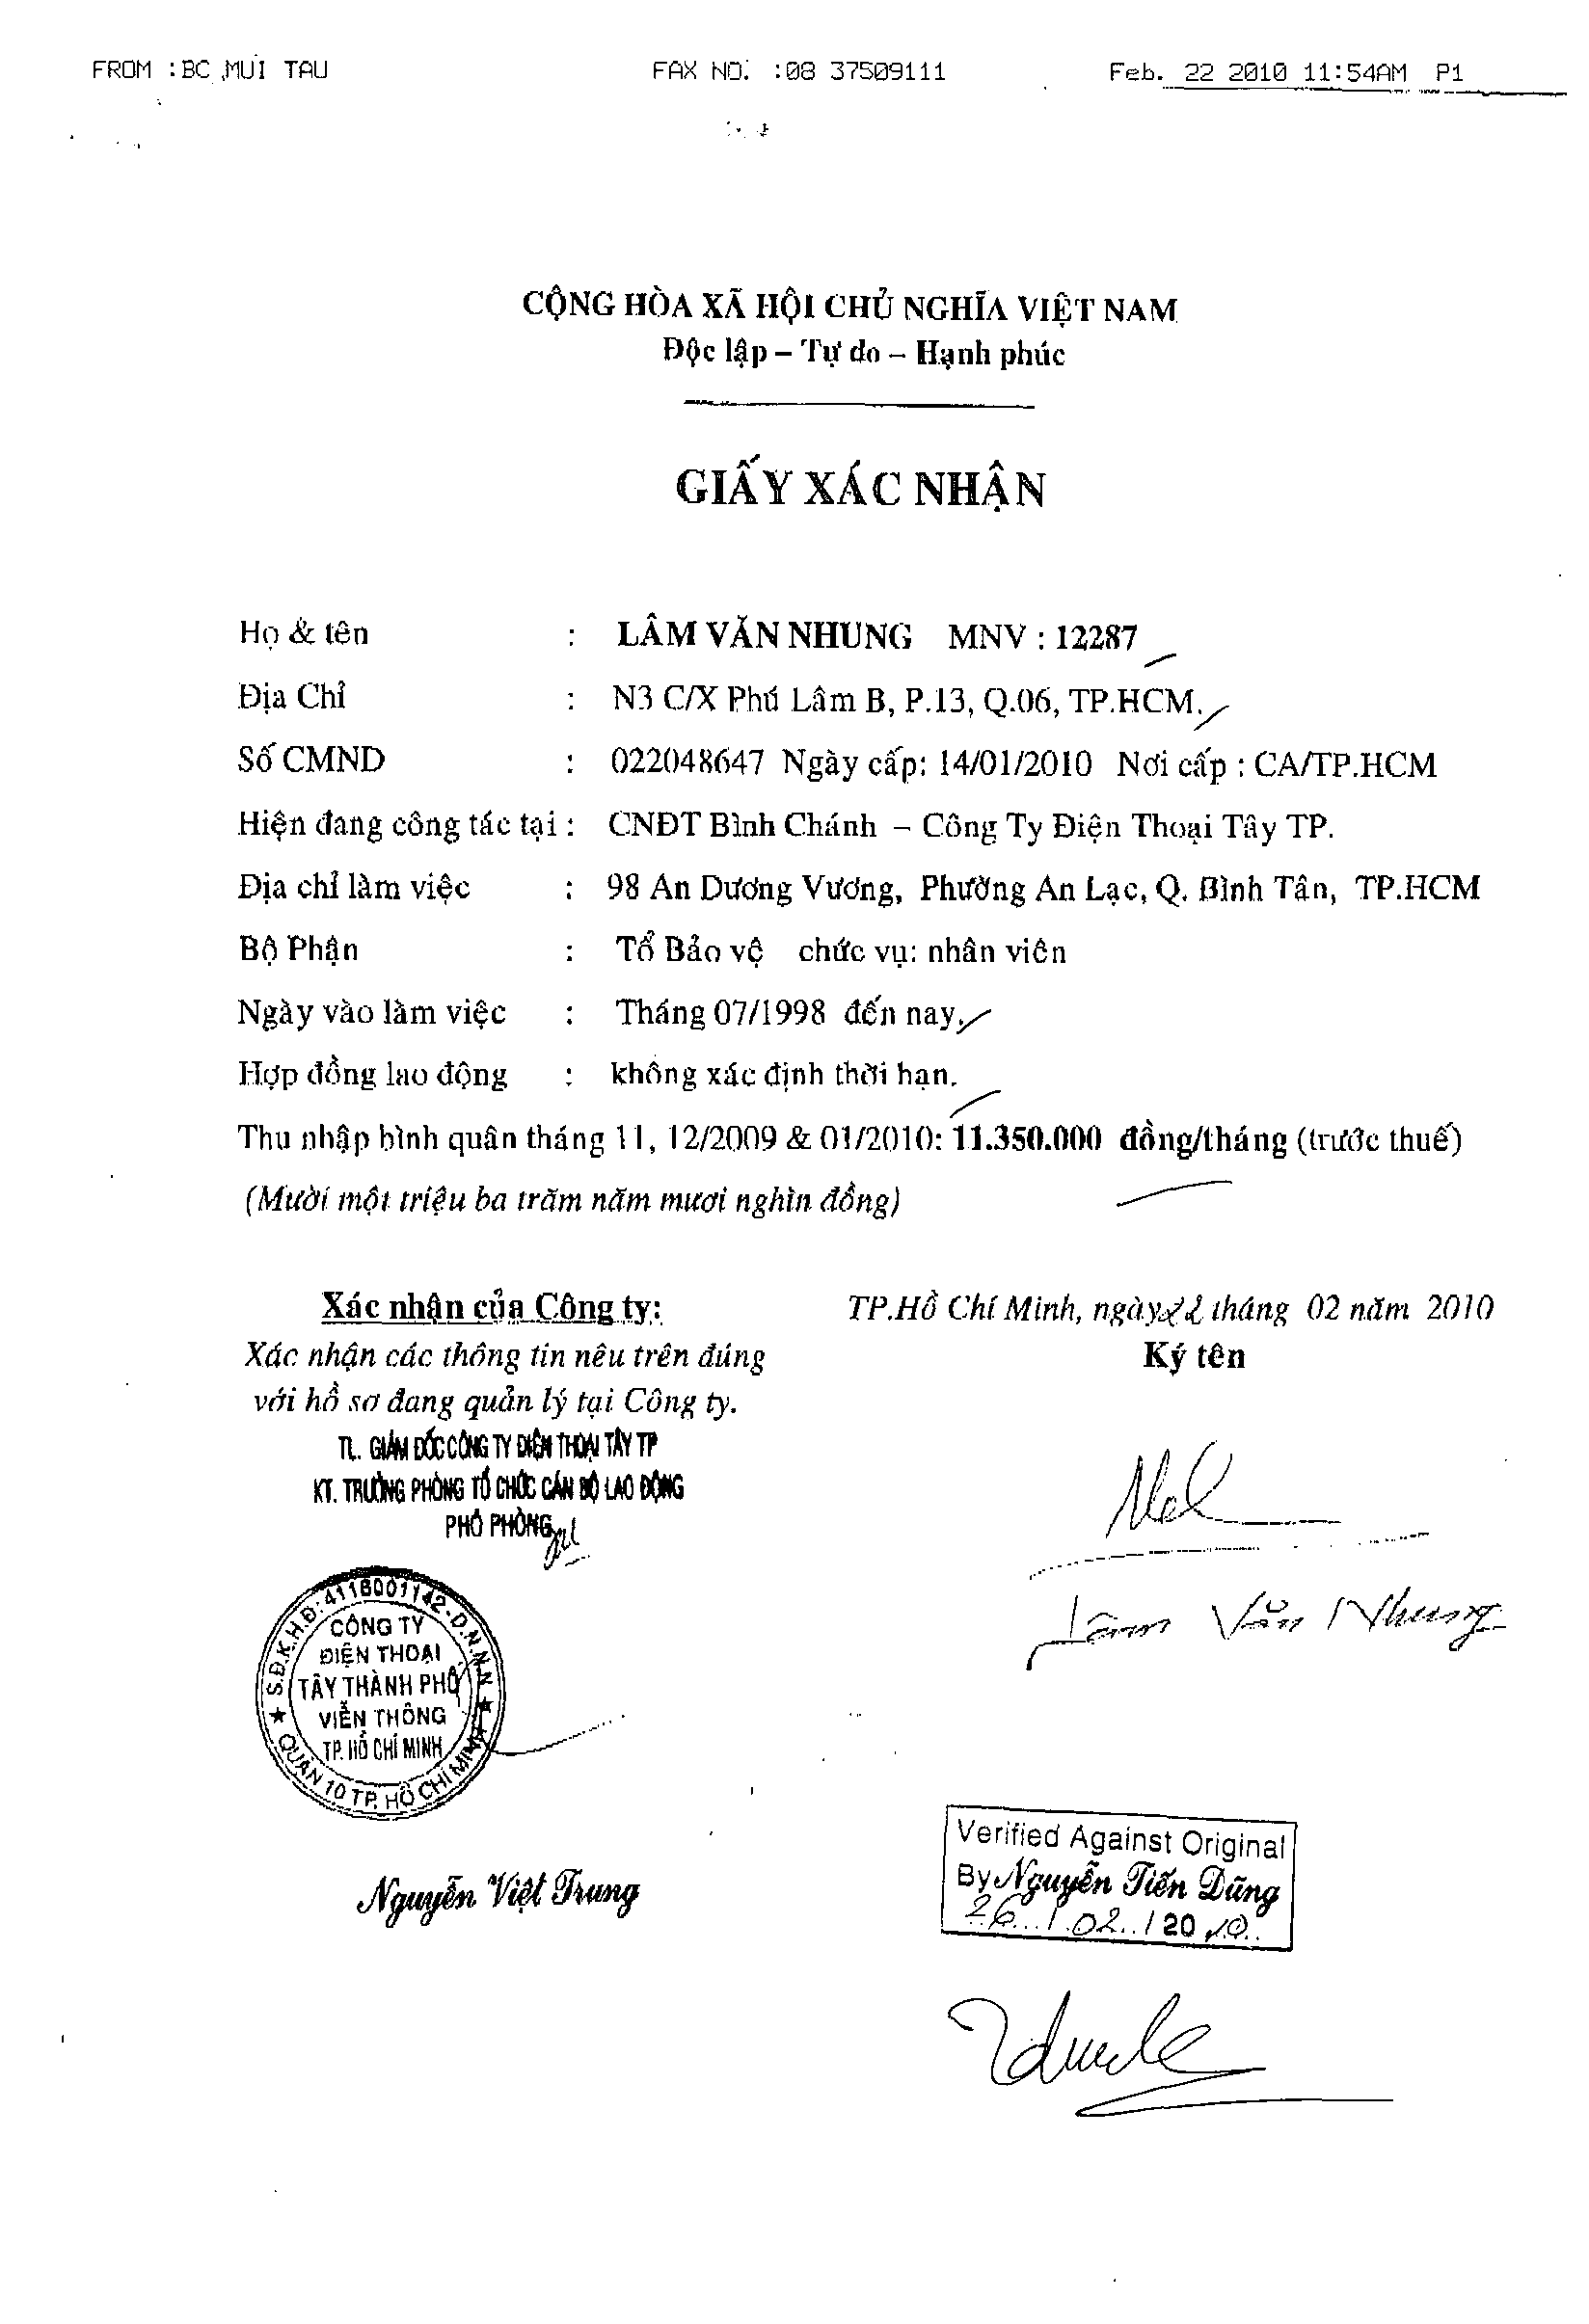 FROM : BC MUI TAU FAX NO. : 08 37509111 Feb. 22 2010 11:54AM P1
CỘNG HÒA XÃ HỘI CHỦ NGHĨA VIỆT NAM
Độc lập – Tự do – Hạnh phúc
GIẤY XÁC NHẬN
Họ & tên : LÂM VĂN NHUNG MNV : 12287
Địa Chỉ : N3 C/X Phú Lâm B, P.13, Q.06, TP.HCM.
Số CMND : 022048647 Ngày cấp: 14/01/2010 Nơi cấp : CA/TP.HCM
Hiện đang công tác tại : CNĐT Bình Chánh – Công Ty Điện Thoại Tây TP.
Địa chỉ làm việc : 98 An Dương Vương, Phường An Lạc, Q. Bình Tân, TP.HCM
Bộ Phận : Tổ Bảo vệ chức vụ: nhân viên
Ngày vào làm việc : Tháng 07/1998 đến nay.
Hợp đồng lao động : không xác định thời hạn.
Thu nhập bình quân tháng 11, 12/2009 & 01/2010: 11.350.000 đồng/tháng (trước thuế)
(Mười một triệu ba trăm năm mươi nghìn đồng)
Xác nhận của Công ty:
Xác nhận các thông tin nêu trên đúng
với hồ sơ đang quản lý tại Công ty.
TL. GIÁM ĐỐC CÔNG TY ĐIỆN THOẠI TÂY TP
KT. TRƯỞNG PHÒNG TỔ CHỨC CÁN BỘ LAO ĐỘNG
PHÓ PHÒNG
S.Đ.K.H.Đ: 4116001142-D.N.N.N
CÔNG TY
ĐIỆN THOẠI
TÂY THÀNH PHỐ
VIỄN THÔNG
TP. HỒ CHÍ MINH
QUẬN 10 TP. HỒ CHÍ MINH
Nguyễn Việt Trung
TP.Hồ Chí Minh, ngày 22 tháng 02 năm 2010
Ký tên
Lâm Văn Nhung
Verified Against Original
By Nguyễn Tiến Dũng
26 / 02 / 2010